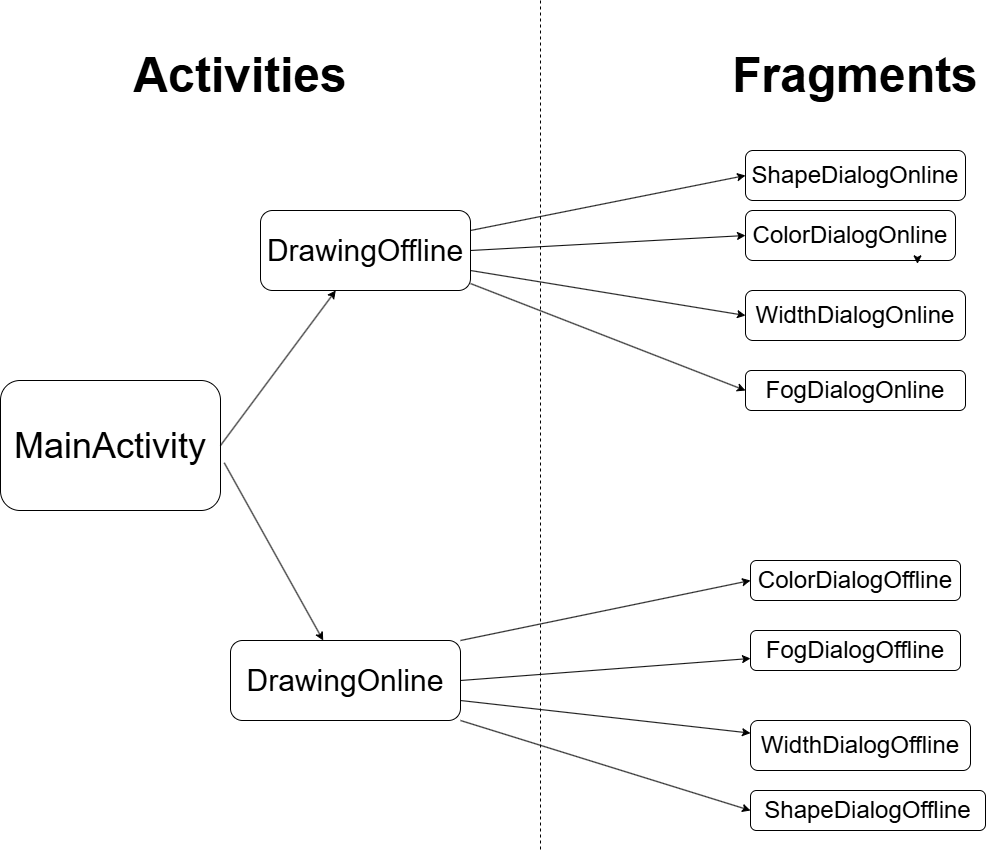 Activities
Fragments
ShapeDialogOnline
DrawingOffline
ColorDialogOnline
WidthDialogOnline
FogDialogOnline
MainActivity
ColorDialogOffline
FogDialogOffline
DrawingOnline
WidthDialogOffline
ShapeDialogOffline